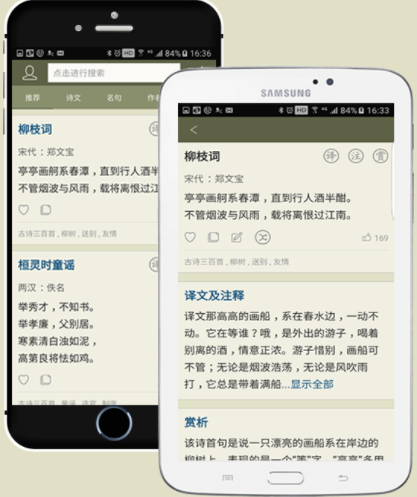 84% 16:36
点击进行搜索
推荐 诗文 名句 作
柳枝词
宋代：郑文宝
亭亭画舸系春潭，直到行人酒半
不管烟波与风雨，载将离恨过江
古诗三百首，柳树，送别，友情
桓灵时童谣
两汉：佚名
举秀才，不知书。
举孝廉，父别居。
寒素清白浊如泥，
高第良将怯如鸡。
SAMSUNG
HD 4G 84% 16:33
柳枝词
译 注 赏
宋代：郑文宝
亭亭画舸系春潭，直到行人酒半酣。
不管烟波与风雨，载将离恨过江南。
169
古诗三百首，柳树，送别，友情
译文及注释
译文那高高的画船，系在春水边，一动不
动。它在等谁？哦，是外出的游子，喝着
别离的酒，情意正浓。游子惜别，画船可
不管；无论是烟波浩荡，无论是风吹雨
打，它总是带着满船...显示全部
赏析
该诗首句是说一只漂亮的画船系在岸边的